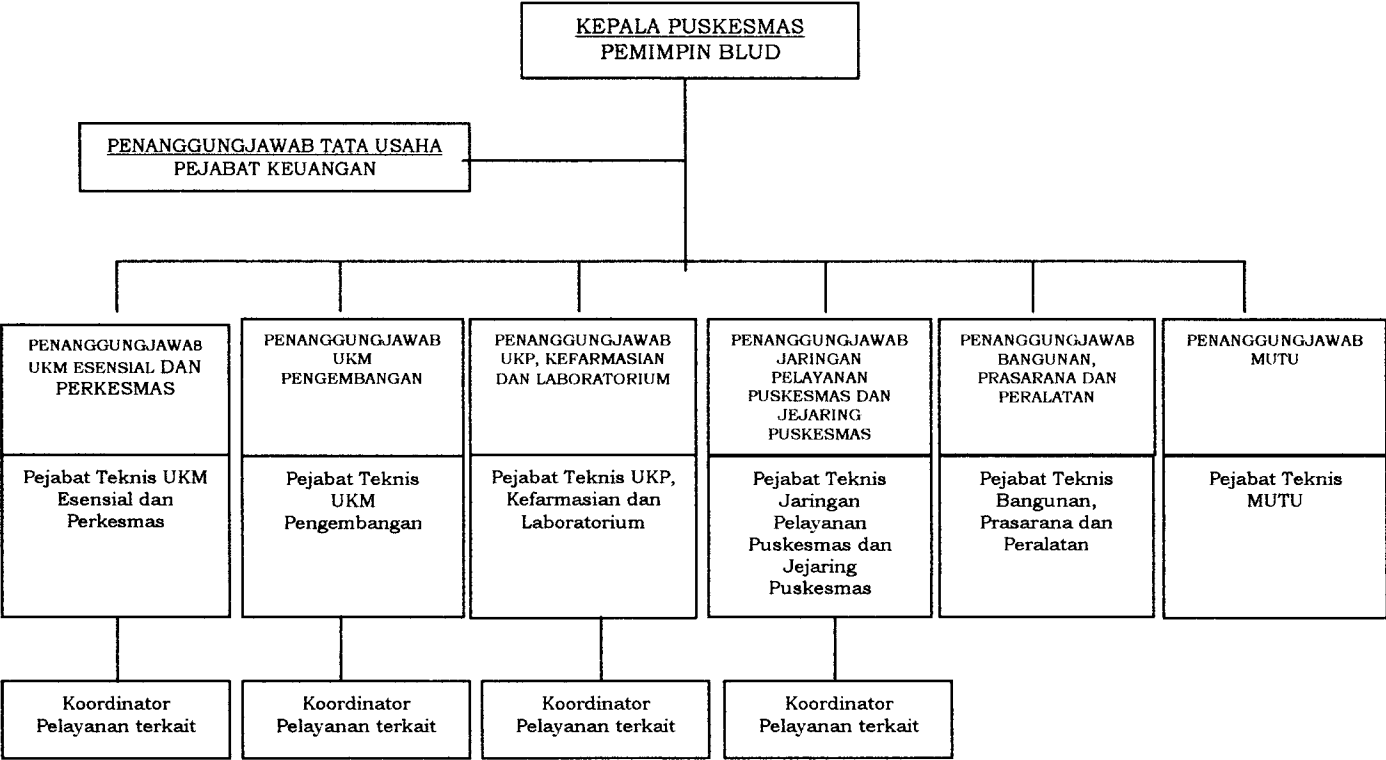 KEPALA PUSKESMAS
PEMIMPIN BLUD
PENANGGUNGJAWAB TATA USAHA
PEJABAT KEUANGAN
PENANGGUNGJAWAB
UKM ESENSIAL DAN
PERKESMAS
Pejabat Teknis UKM
Esensial dan
Perkesmas
Koordinator
Pelayanan terkait
PENANGGUNGJAWAB
UKM
PENGEMBANGAN
Pejabat Teknis
UKM
Pengembangan
Koordinator
Pelayanan terkait
PENANGGUNGJAWAB
UKP, KEFARMASIAN
DAN LABORATORIUM
Pejabat Teknis UKP,
Kefarmasian dan
Laboratorium
Koordinator
Pelayanan terkait
PENANGGUNGJAWAB
JARINGAN
PELAYANAN
PUSKESMAS DAN
JEJARING
PUSKESMAS
Pejabat Teknis
Jaringan
Pelayanan
Puskesmas dan
Jejaring
Puskesmas
Koordinator
Pelayanan terkait
PENANGGUNGJAWAB
BANGUNAN,
PRASARANA DAN
PERALATAN
Pejabat Teknis
Bangunan,
Prasarana dan
Peralatan
PENANGGUNGJAWAB
MUTU
Pejabat Teknis
MUTU